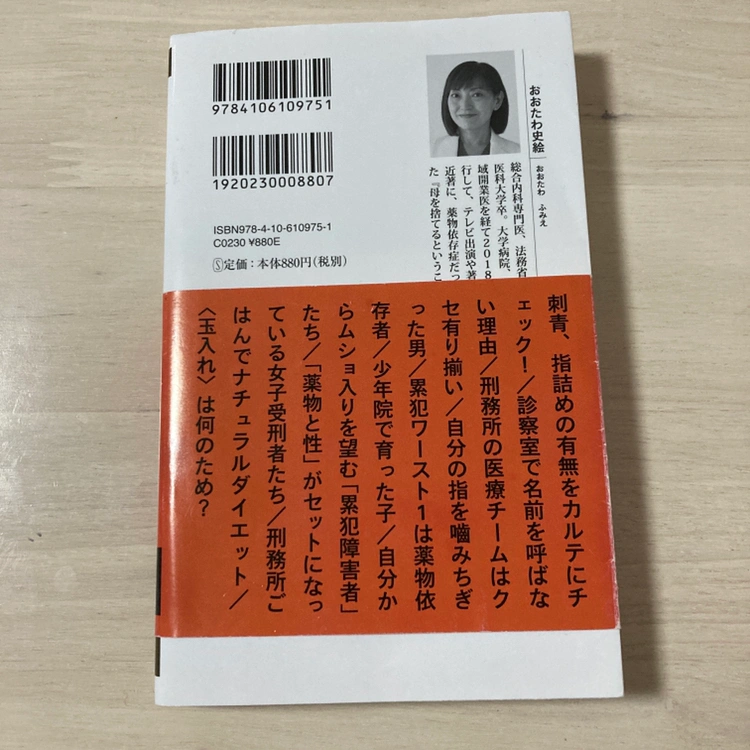 9784106109751
1920230008807
ISBN978-4-10-610975-1
C0230 ¥880E
Ⓢ定価:本体880円(税別)
おおたわ史絵
おおたわ ふみえ
総合内科専門医、法務省
医科大学卒。大学病院、
域開業医を経て2018
行して、テレビ出演や著
近著に、薬物依存症だっ
た『母を捨てるというこ
刺青、指詰めの有無をカルテにチ
ェック!/診察室で名前を呼ばな
い理由/刑務所の医療チームはク
セ有り揃い/自分の指を嚙みちぎ
った男/累犯ワースト1は薬物依
存者/少年院で育った子/自分か
らムショ入りを望む「累犯障害者」
たち/「薬物と性」がセットになっ
ている女子受刑者たち/刑務所ご
はんでナチュラルダイエット/
〈玉入れ〉は何のため?